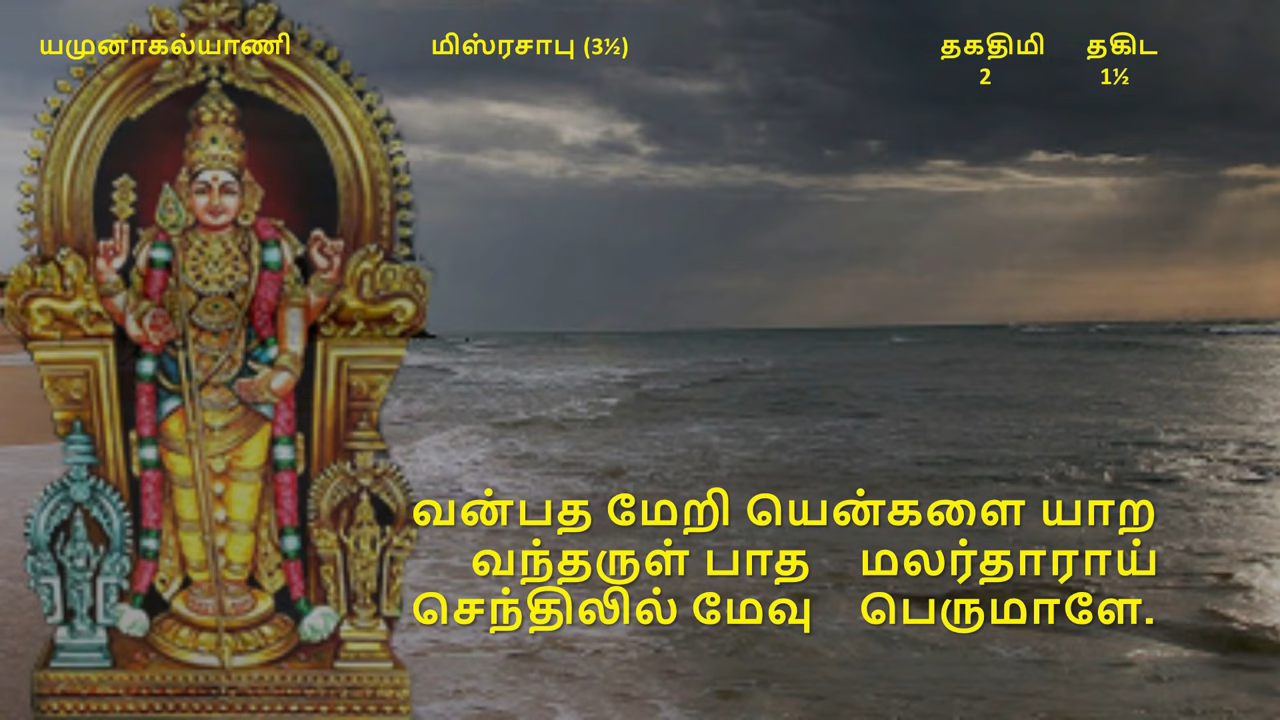 யமுனாகல்யாணி மிஸ்ரசாபு (3½) தகதிமி தகிட
2 1½
வன்பத மேறி யென்களை யாற
வந்தருள் பாத மலர்தாராய்
செந்திலில் மேவு பெருமாளே.